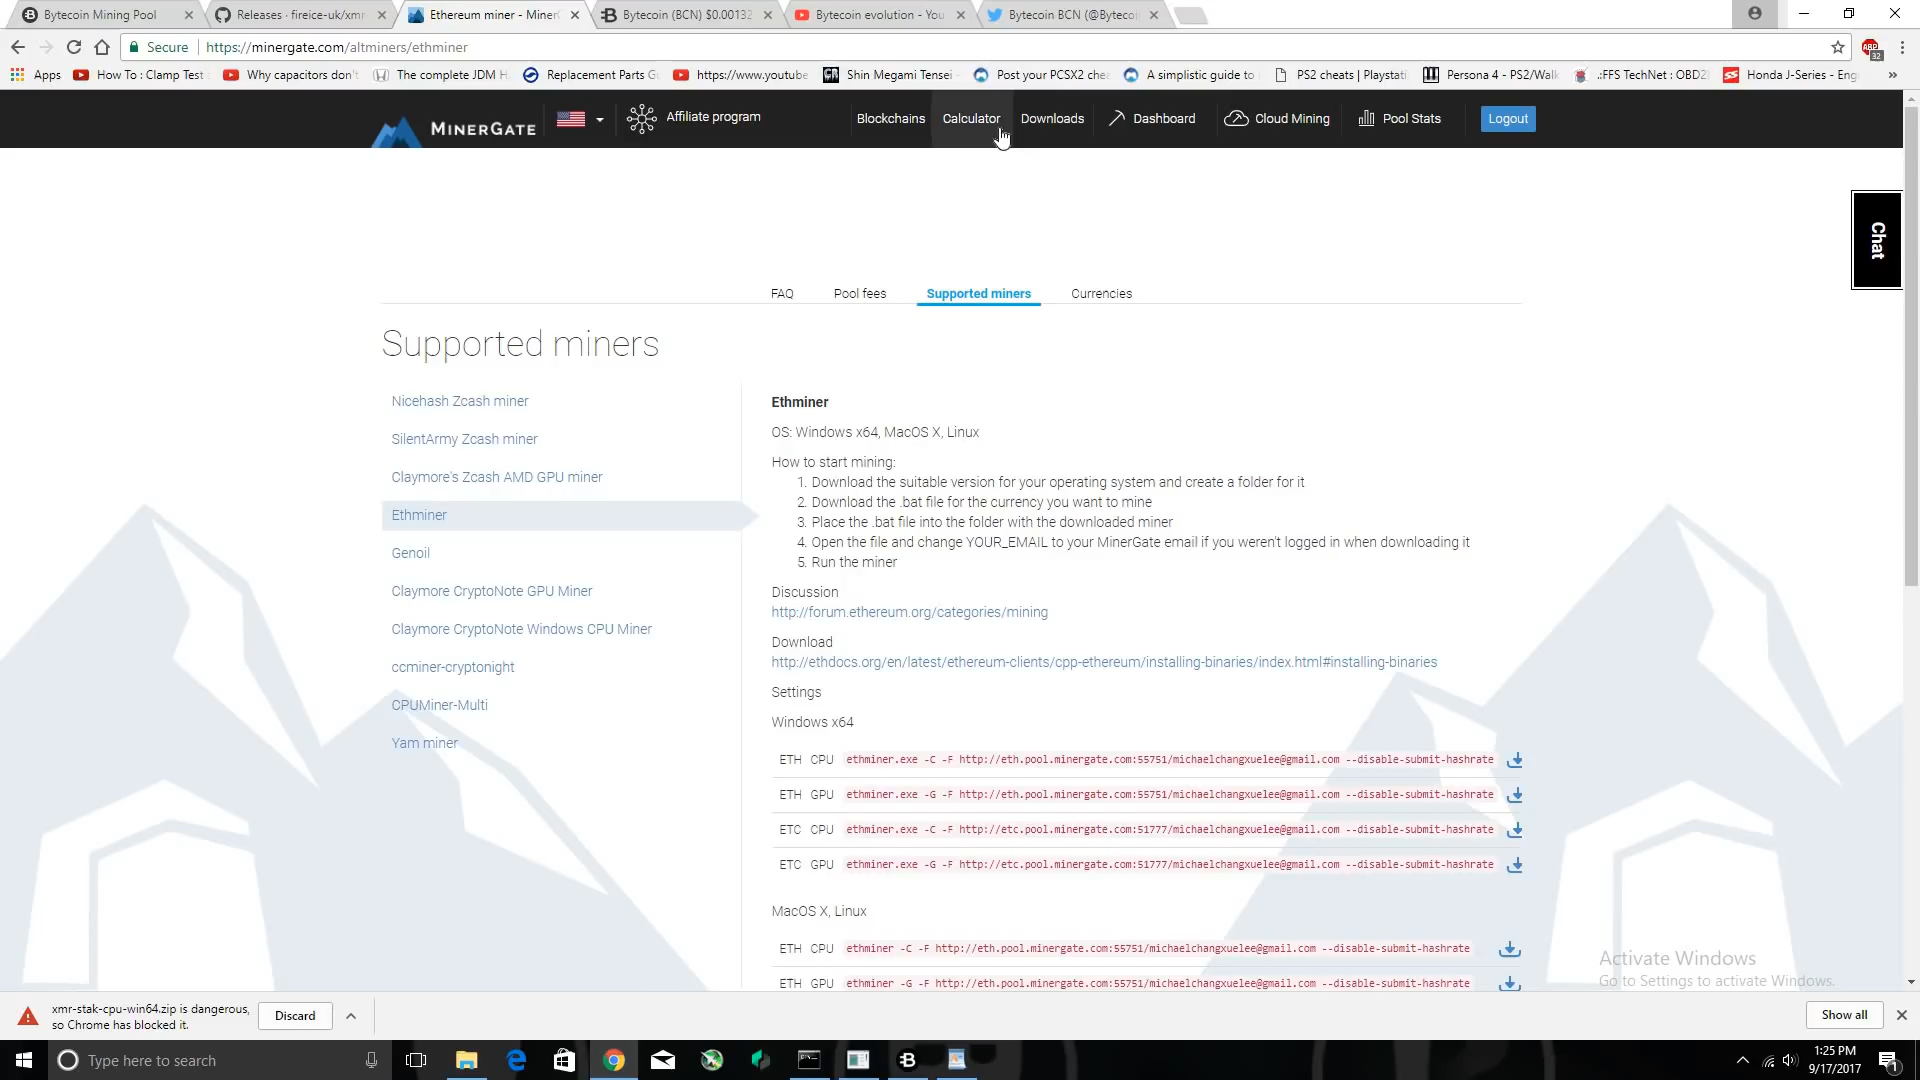 Bytecoin Mining Pool
Releases · fireice-uk/xmr
Ethereum miner - Miner
Bytecoin (BCN) $0.00132
Bytecoin evolution - You
Bytecoin BCN (@Byteco
Secure
https://minergate.com/altminers/ethminer
ABP
32
Apps
How To : Clamp Test
Why capacitors don'
The complete JDM H
Replacement Parts G
https://www.youtube
Shin Megami Tensei
Post your PCSX2 che
A simplistic guide to
PS2 cheats | Playstati
Persona 4 - PS2/Walk
.:FFS TechNet : OBD2
Honda J-Series - Eng
»
MINERGATE
Affiliate program
Blockchains
Calculator
Downloads
Dashboard
Cloud Mining
Pool Stats
Logout
Chat
FAQ
Pool fees
Supported miners
Currencies
Supported miners
Nicehash Zcash miner
SilentArmy Zcash miner
Claymore's Zcash AMD GPU miner
Ethminer
Genoil
Claymore CryptoNote GPU Miner
Claymore CryptoNote Windows CPU Miner
ccminer-cryptonight
CPUMiner-Multi
Yam miner
Ethminer
OS: Windows x64, MacOS X, Linux
How to start mining:
1. Download the suitable version for your operating system and create a folder for it
2. Download the .bat file for the currency you want to mine
3. Place the .bat file into the folder with the downloaded miner
4. Open the file and change YOUR_EMAIL to your MinerGate email if you weren't logged in when downloading it
5. Run the miner
Discussion
http://forum.ethereum.org/categories/mining
Download
http://ethdocs.org/en/latest/ethereum-clients/cpp-ethereum/installing-binaries/index.html#installing-binaries
Settings
Windows x64
ETH CPU ethminer.exe -C -F http://eth.pool.minergate.com:55751/michaelchangxuelee@gmail.com --disable-submit-hashrate
ETH GPU ethminer.exe -G -F http://eth.pool.minergate.com:55751/michaelchangxuelee@gmail.com --disable-submit-hashrate
ETC CPU ethminer.exe -C -F http://etc.pool.minergate.com:51777/michaelchangxuelee@gmail.com --disable-submit-hashrate
ETC GPU ethminer.exe -G -F http://etc.pool.minergate.com:51777/michaelchangxuelee@gmail.com --disable-submit-hashrate
MacOS X, Linux
ETH CPU ethminer -C -F http://eth.pool.minergate.com:55751/michaelchangxuelee@gmail.com --disable-submit-hashrate
ETH GPU ethminer -G -F http://eth.pool.minergate.com:55751/michaelchangxuelee@gmail.com --disable-submit-hashrate
Activate Windows
Go to Settings to activate Windows.
xmr-stak-cpu-win64.zip is dangerous,
so Chrome has blocked it.
Discard
Show all
Type here to search
1:25 PM
9/17/2017
1